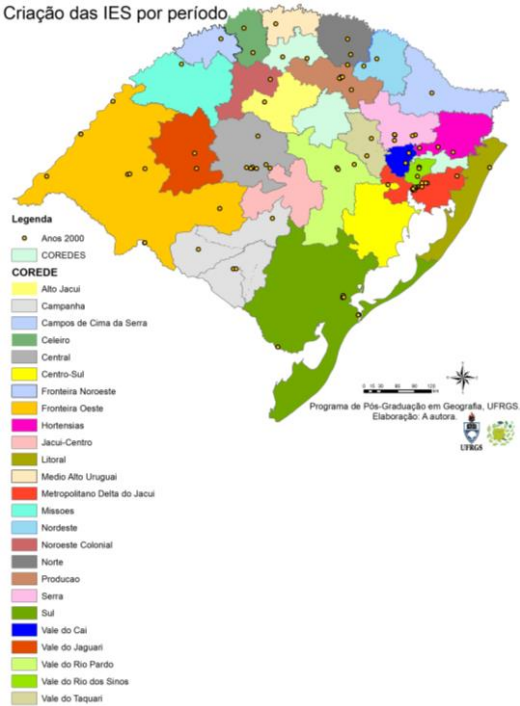 Criação das IES por período
Legenda
Anos 2000
COREDES
COREDE
Alto Jacui
Campanha
Campos de Cima da Serra
Celeiro
Central
Centro-Sul
Fronteira Noroeste
Fronteira Oeste
Hortensias
Jacui-Centro
Litoral
Medio Alto Uruguai
Metropolitano Delta do Jacui
Missoes
Nordeste
Noroeste Colonial
Norte
Producao
Serra
Sul
Vale do Cai
Vale do Jaguari
Vale do Rio Pardo
Vale do Rio dos Sinos
Vale do Taquari
Programa de Pós-Graduação em Geografia, UFRGS.
Elaboração: A autora.
UFRGS